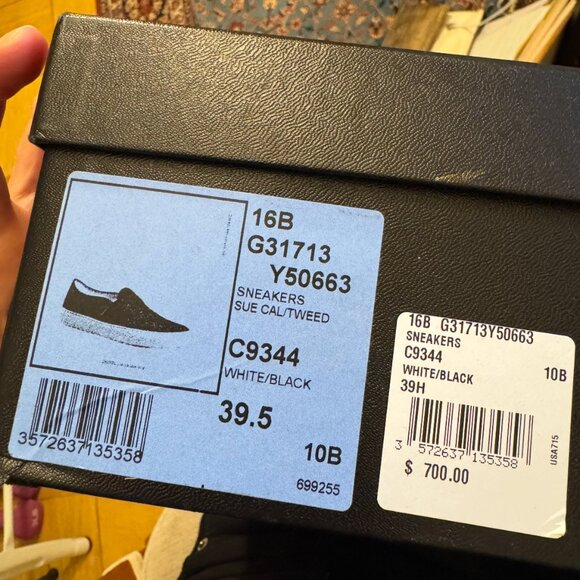 16B
G31713
Y50663
SNEAKERS
SUE CAL/TWEED
C9344
WHITE/BLACK
39.5
10B
699255
3572637135358
16B G31713Y50663
SNEAKERS
C9344
WHITE/BLACK 10B
39H
3 572637 135358
USA715
$ 700.00